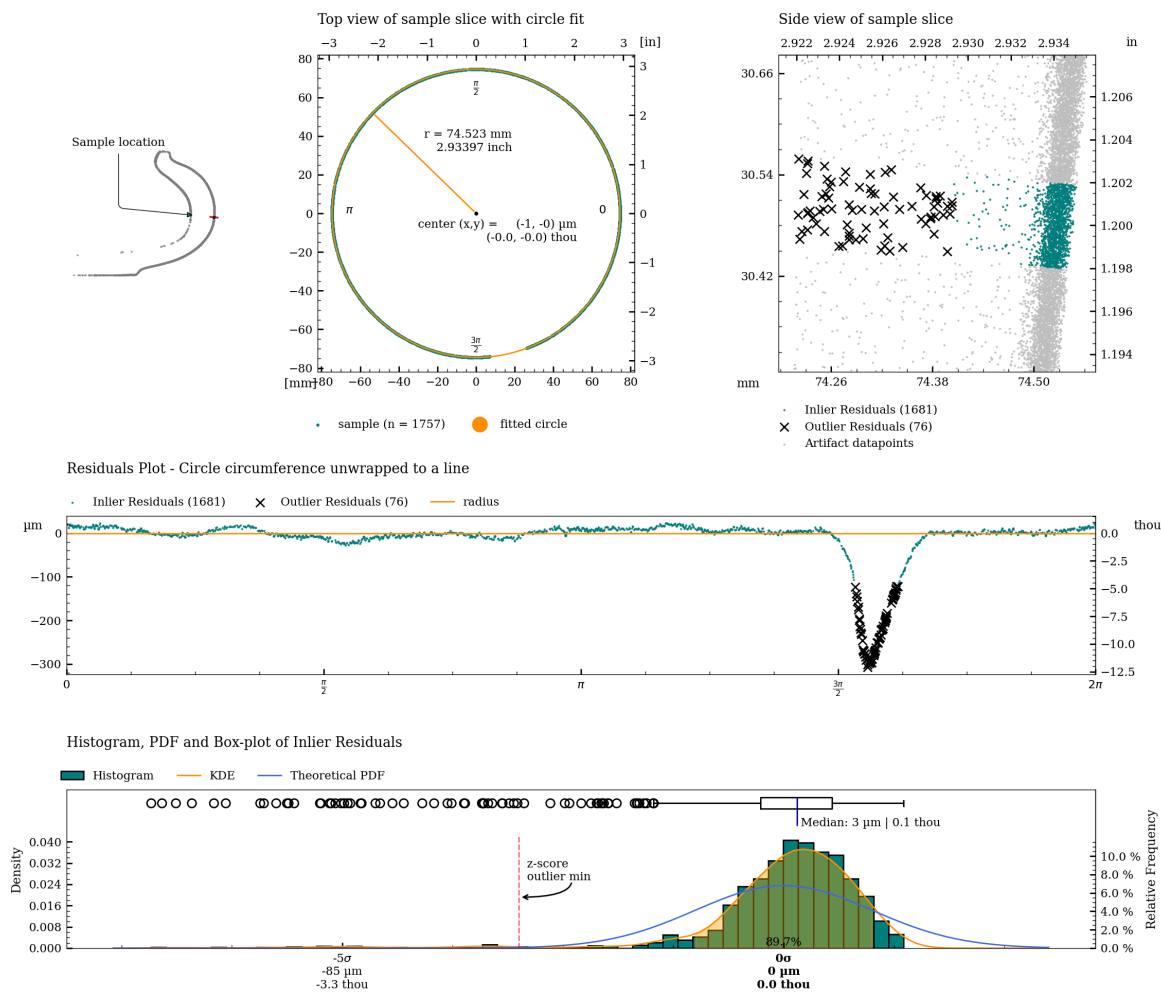 Top view of sample slice with circle fit
Side view of sample slice
−3 −2 −1 0 1 2 3 [in]
2.922 2.924 2.926 2.928 2.930 2.932 2.934 in
Sample location
80
60
40
20
0
−20
−40
−60
−80
[mm]
−80 −60 −40 −20 0 20 40 60 80
3
2
1
0
−1
−2
−3
π/2
r = 74.523 mm
2.93397 inch
π
0
center (x,y) = (-1, -0) µm
(-0.0, -0.0) thou
3π/2
30.66
30.54
30.42
1.206
1.204
1.202
1.200
1.198
1.196
1.194
mm
74.26 74.38 74.50
sample (n = 1757)
fitted circle
Inlier Residuals (1681)
Outlier Residuals (76)
Artifact datapoints
Residuals Plot - Circle circumference unwrapped to a line
Inlier Residuals (1681)
Outlier Residuals (76)
radius
µm
0
−100
−200
−300
thou
0.0
−2.5
−5.0
−7.5
−10.0
−12.5
0 π/2 π 3π/2 2π
Histogram, PDF and Box-plot of Inlier Residuals
Histogram
KDE
Theoretical PDF
Median: 3 µm | 0.1 thou
Density
0.040
0.032
0.024
0.016
0.008
0.000
z-score
outlier min
89.7%
Relative Frequency
10.0 %
8.0 %
6.0 %
4.0 %
2.0 %
0.0 %
-5σ
-85 µm
-3.3 thou
0σ
0 µm
0.0 thou